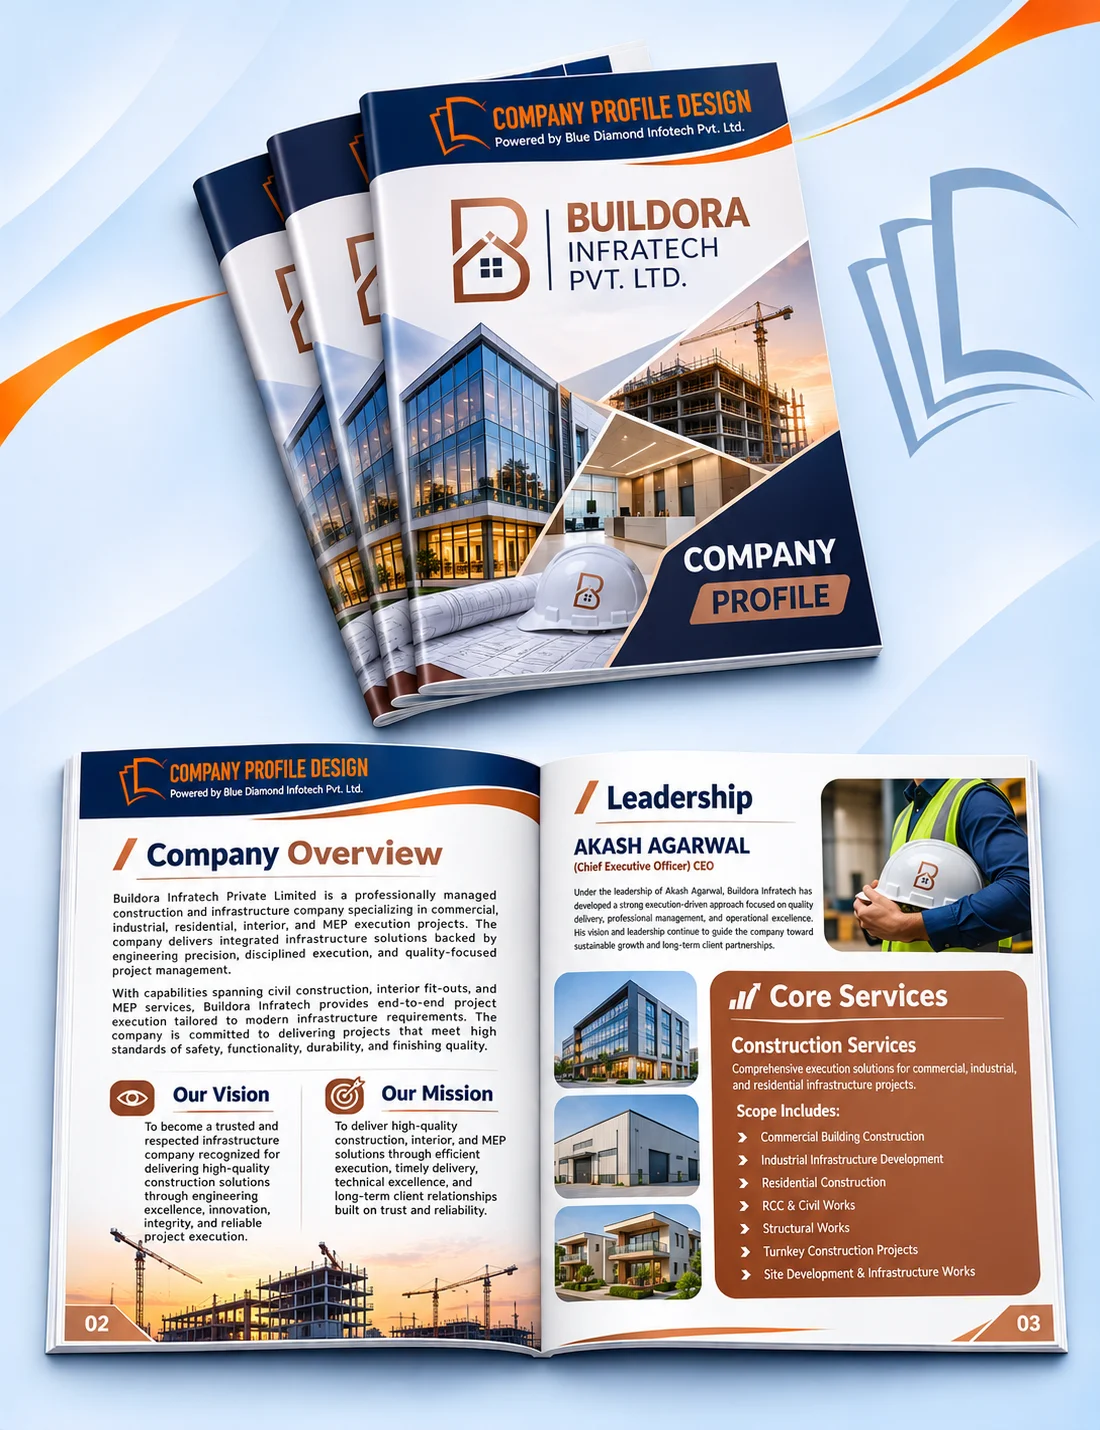 COMPANY PROFILE DESIGN
Powered by Blue Diamond Infotech Pvt. Ltd.
BUILDORA
INFRATECH
PVT. LTD.
COMPANY
PROFILE
COMPANY PROFILE DESIGN
Powered by Blue Diamond Infotech Pvt. Ltd.
Company Overview
Buildora Infratech Private Limited is a professionally managed
construction and infrastructure company specializing in commercial,
industrial, residential, interior, and MEP execution projects. The
company delivers integrated infrastructure solutions backed by
engineering precision, disciplined execution, and quality-focused
project management.
With capabilities spanning civil construction, interior fit-outs, and
MEP services, Buildora Infratech provides end-to-end project
execution tailored to modern infrastructure requirements. The
company is committed to delivering projects that meet high
standards of safety, functionality, durability, and finishing quality.
Our Vision
To become a trusted and
respected infrastructure
company recognized for
delivering high-quality
construction solutions
through engineering
excellence, innovation,
integrity, and reliable
project execution.
Our Mission
To deliver high-quality
construction, interior, and MEP
solutions through efficient
execution, timely delivery,
technical excellence, and
long-term client relationships
built on trust and reliability.
02
Leadership
AKASH AGARWAL
(Chief Executive Officer) CEO
Under the leadership of Akash Agarwal, Buildora Infratech has
developed a strong execution-driven approach focused on quality
delivery, professional management, and operational excellence.
His vision and leadership continue to guide the company toward
sustainable growth and long-term client partnerships.
Core Services
Construction Services
Comprehensive execution solutions for commercial, industrial,
and residential infrastructure projects.
Scope Includes:
Commercial Building Construction
Industrial Infrastructure Development
Residential Construction
RCC & Civil Works
Structural Works
Turnkey Construction Projects
Site Development & Infrastructure Works
03